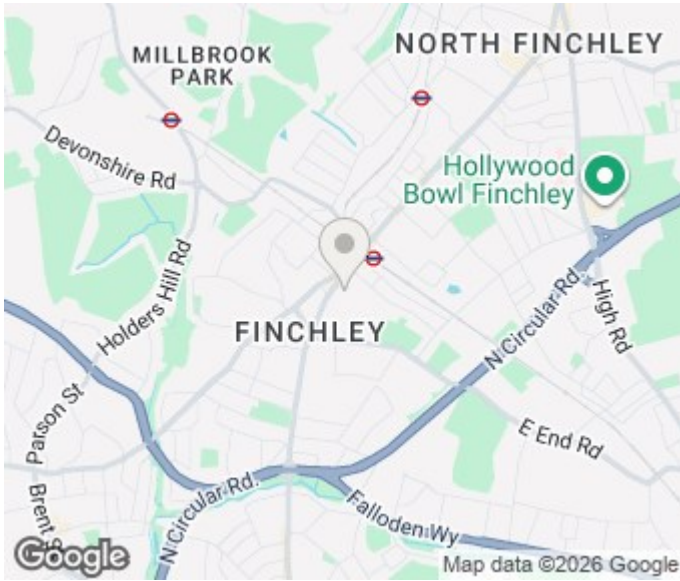 NORTH FINCHLEY
MILLBROOK
PARK
Devonshire Rd
Hollywood
Bowl Finchley
Holders Hill Rd
FINCHLEY
N Circular Rd.
High Rd
Parson St
E End Rd
N Circular Rd.
Falloden Wy
Google
Map data ©2026 Google